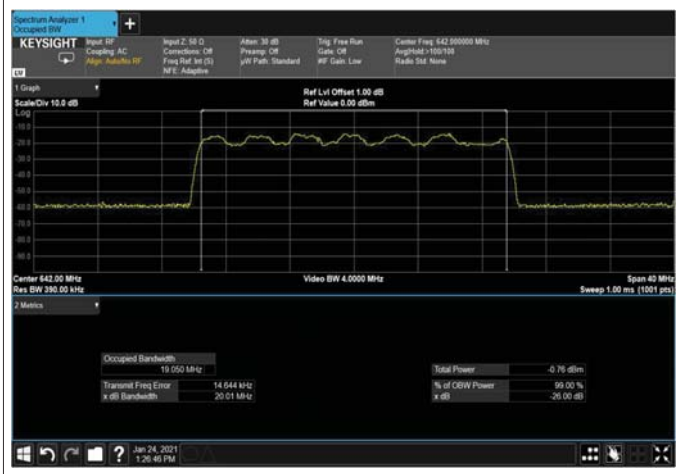 Spectrum Analyzer 1
Occupied BW
+
KEYSIGHT
Input: RF
Coupling: AC
Align: Auto/No RF
Input Z: 50 Ω
Corrections: Off
Freq Ref: Int (S)
NFE: Adaptive
Atten: 30 dB
Preamp: Off
µW Path: Standard
Trig: Free Run
Gate: Off
#IF Gain: Low
Center Freq: 642.000000 MHz
Avg|Hold:>100/100
Radio Std: None
1 Graph
Scale/Div 10.0 dB
Ref Lvl Offset 1.00 dB
Ref Value 0.00 dBm
Log
-10.0
-20.0
-30.0
-40.0
-50.0
-60.0
-70.0
-80.0
-90.0
Center 642.00 MHz
Video BW 4.0000 MHz
Span 40 MHz
Res BW 390.00 kHz
Sweep 1.00 ms (1001 pts)
2 Metrics
Occupied Bandwidth
19.050 MHz
Total Power -0.76 dBm
Transmit Freq Error 14.644 kHz
% of OBW Power 99.00 %
x dB Bandwidth 20.01 MHz
x dB -26.00 dB
?
Jan 24, 2021
1:26:46 PM